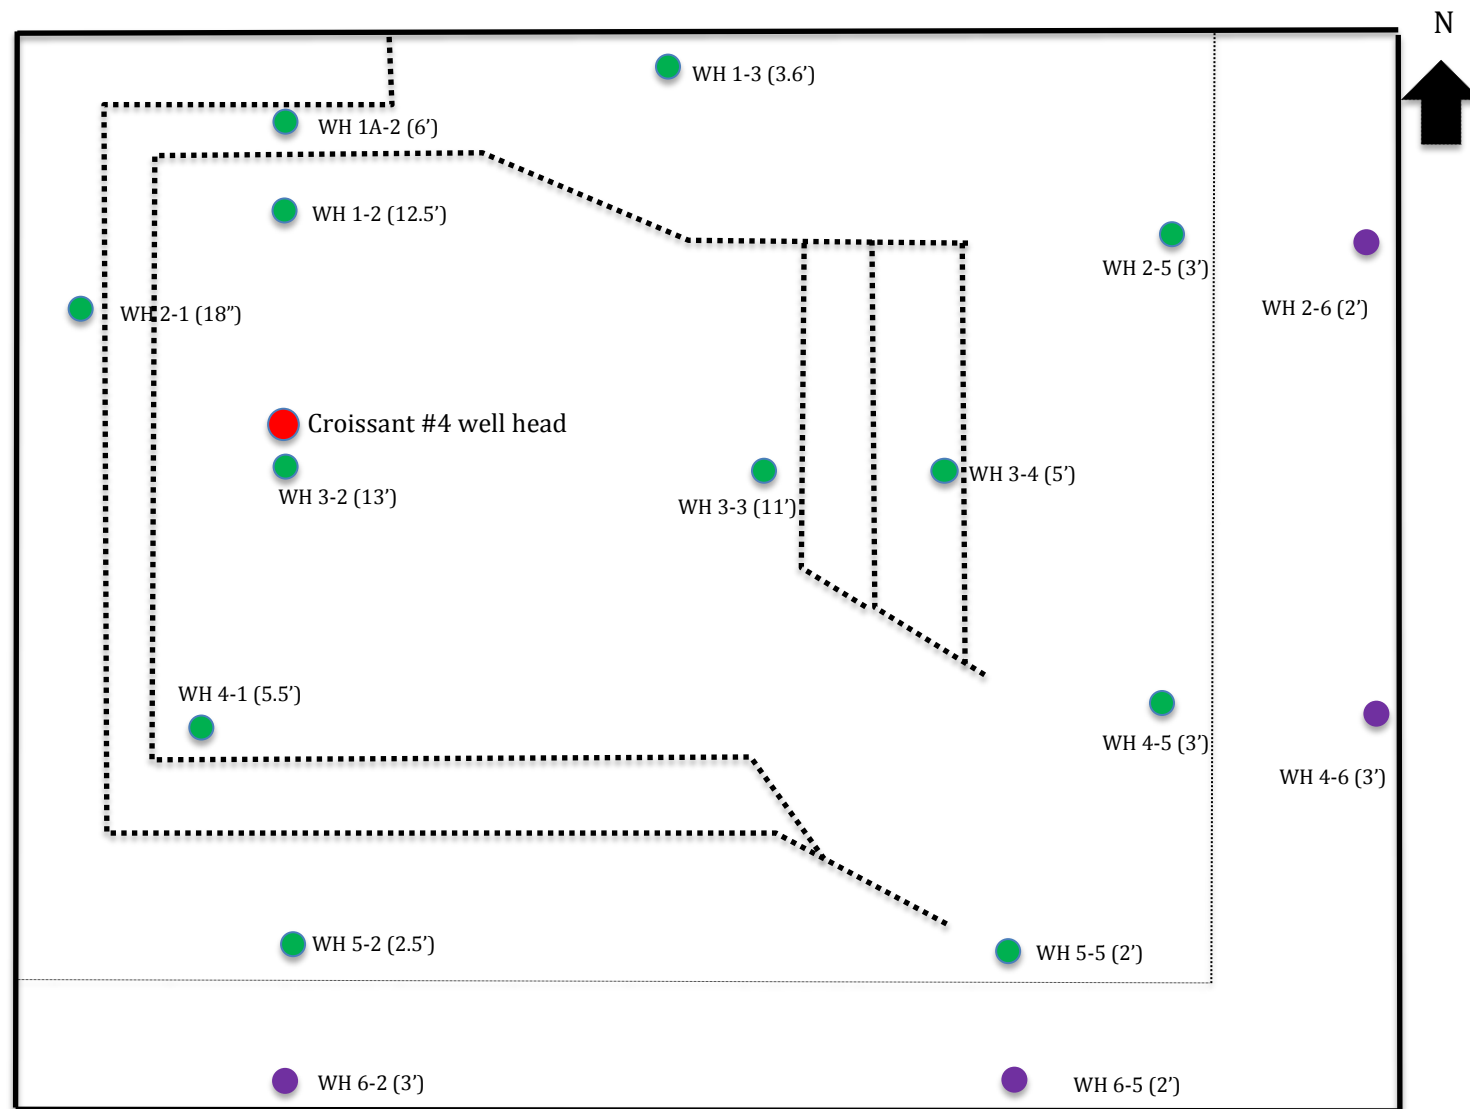 N
WH 1-3 (3.6’)
WH 1A-2 (6’)
WH 1-2 (12.5’)
WH 2-5 (3’)
WH 2-6 (2’)
WH 2-1 (18”)
Croissant #4 well head
WH 3-2 (13’)
WH 3-3 (11’)
WH 3-4 (5’)
WH 4-1 (5.5’)
WH 4-5 (3’)
WH 4-6 (3’)
WH 5-2 (2.5’)
WH 5-5 (2’)
WH 6-2 (3’)
WH 6-5 (2’)